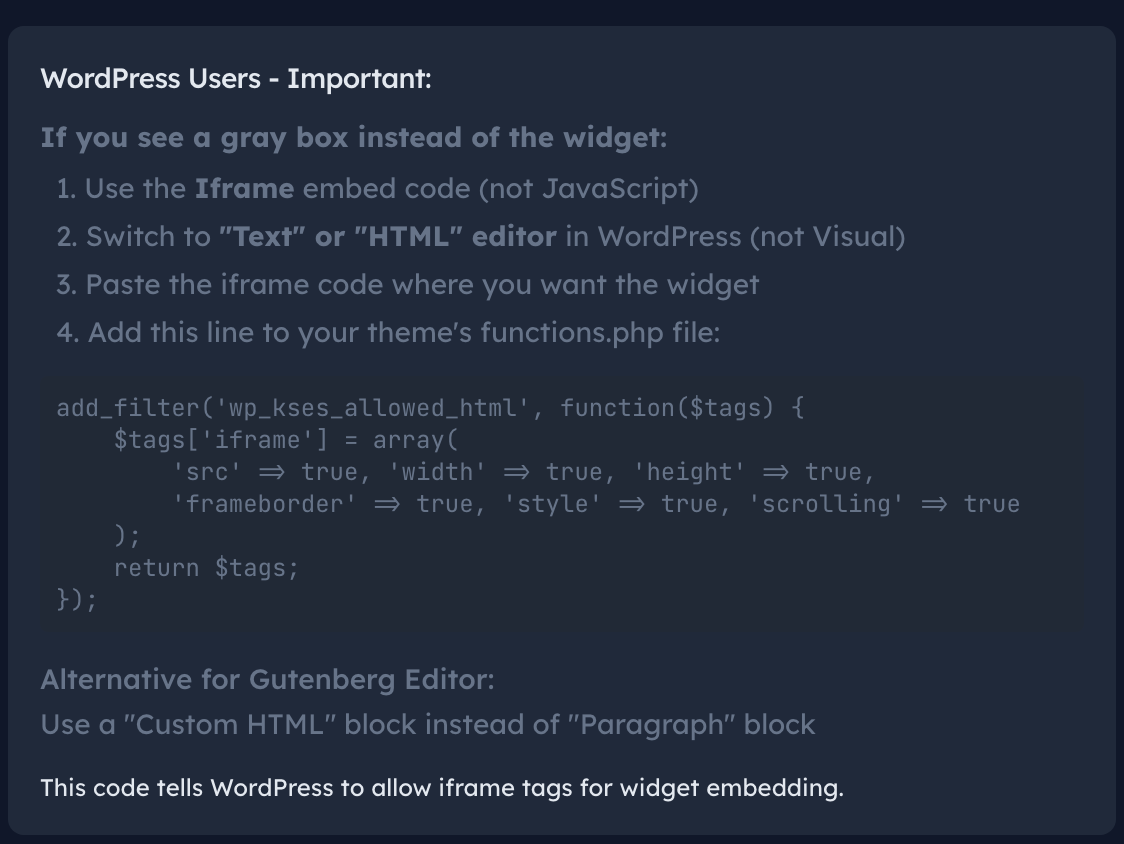 WordPress Users - Important:
If you see a gray box instead of the widget:
1. Use the Iframe embed code (not JavaScript)
2. Switch to "Text" or "HTML" editor in WordPress (not Visual)
3. Paste the iframe code where you want the widget
4. Add this line to your theme's functions.php file:
add_filter('wp_kses_allowed_html', function($tags) {
    $tags['iframe'] = array(
        'src' => true, 'width' => true, 'height' => true,
        'frameborder' => true, 'style' => true, 'scrolling' => true
    );
    return $tags;
});
Alternative for Gutenberg Editor:
Use a "Custom HTML" block instead of "Paragraph" block
This code tells WordPress to allow iframe tags for widget embedding.